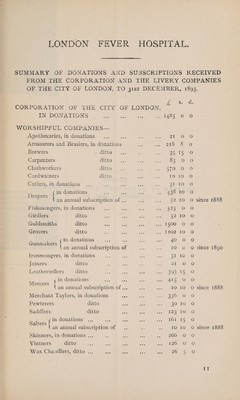 LONDON FEVER HOSPITAL.
SUMMARY OF DONATIONS AND SUBSCRIPTIONS RECEIVED
FROM THE CORPORATION AND THE LIVERY COMPANIES
OF THE CITY OF LONDON, TO 31st DECEMBER, 1893.
£ s. d.
CORPORATION OF THE CITY OF LONDON,
IN DONATIONS ... ... ... ... 1485 0 0
WORSHIPFUL COMPANIES—
Apothecaries, in donations ... ... ... 21 0 0
Armourers and Brasiers, in donations ... 226 8 0
Brewers ditto ... ... ... 35 15 0
Carpenters ditto ... ... ... 85 0 0
Clothworkers ditto ... ... ... 570 0 0
Cordwainers ditto ... ... ... 10 10 0
Cutlers, in donations ... ... ... ... 31 10 0
Drapers { in donations ... ... ... ... 538 10 0
an annual subscription of ... ... 52 10 0 since 1888
Fishmongers, in donations ... ... ... 525 0 0
Girdlers ditto ... ... ... 52 10 0
Goldsmiths ditto ... ... ... 1500 0 0
Grocers ditto ... ... ... 1102 10 0
Gunmakers { in donations ... ... ... 40 0 0
an annual subscription of 10 0 0 since 1890
Ironmongers, in donations ... ... ... 51 10 0
Joiners ditto ... ... ... 21 0 0
Leathersellers ditto ... ... ... 393 15 0
Mercers { in donations ... ... ... ... 415 0 0
an annual subscription of ... ... 10 10 0 since 1888
Merchant Taylors, in donations ... ... 336 0 0
Pewterers ditto ... ... 30 10 0
Saddlers ditto ... ... 123 10 0
Salters { in donations ... ... ... ... 161 15 0
an annual subscription of ... ... 10 10 0 since 1888
Skinners, in donations ... ... ... ... 266 0 0
Vintners ditto ... ... ... ... 126 0 0
Wax Chandlers, ditto ... ... ... ... 26 5 0
11